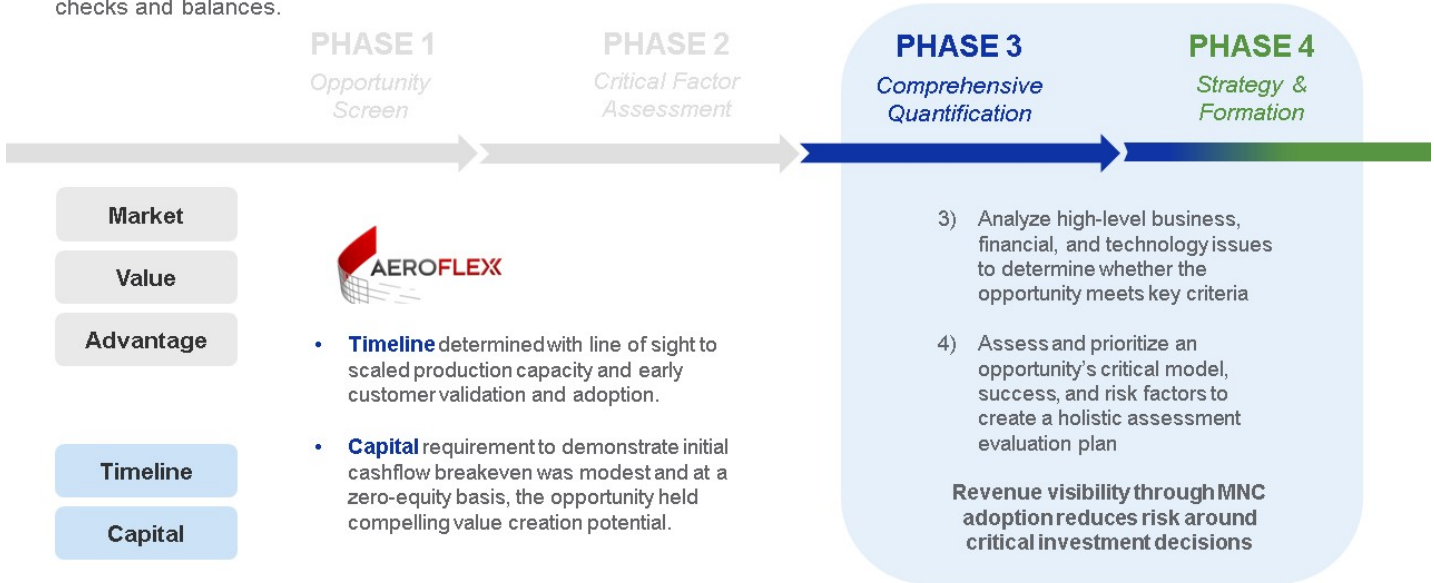 checks and balances.
PHASE 1
Opportunity
Screen
PHASE 2
Critical Factor
Assessment
PHASE 3
Comprehensive
Quantification
PHASE 4
Strategy &
Formation
Market
Value
Advantage
Timeline
Capital
AEROFLEXX
• Timeline determined with line of sight to
scaled production capacity and early
customer validation and adoption.
• Capital requirement to demonstrate initial
cashflow breakeven was modest and at a
zero-equity basis, the opportunity held
compelling value creation potential.
3) Analyze high-level business,
financial, and technology issues
to determine whether the
opportunity meets key criteria
4) Assess and prioritize an
opportunity's critical model,
success, and risk factors to
create a holistic assessment
evaluation plan
Revenue visibility through MNC
adoption reduces risk around
critical investment decisions